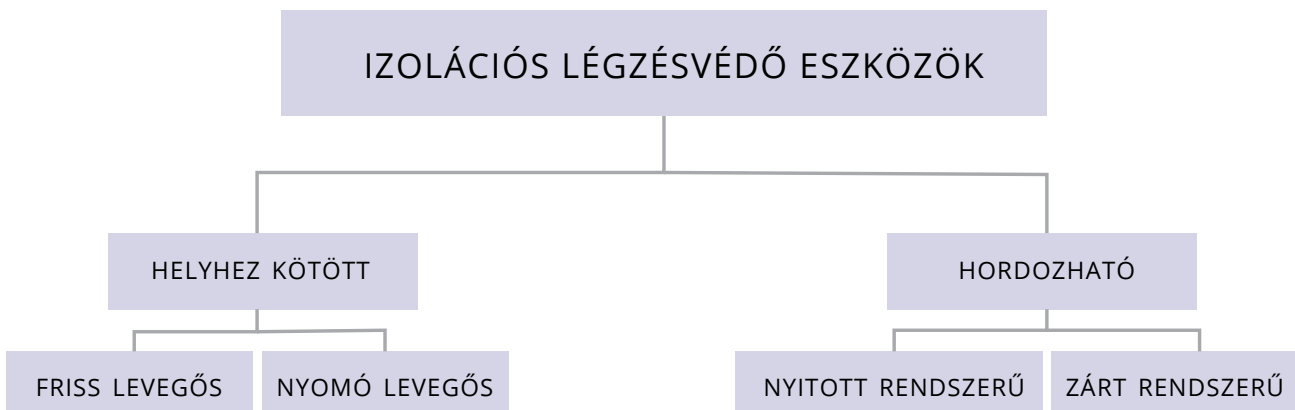 IZOLÁCIÓS LÉGZÉSVÉDŐ ESZKÖZÖK
HELYHEZ KÖTÖTT
HORDOZHATÓ
FRISS LEVEGŐS
NYOMÓ LEVEGŐS
NYITOTT RENDSZERŰ
ZÁRT RENDSZERŰ